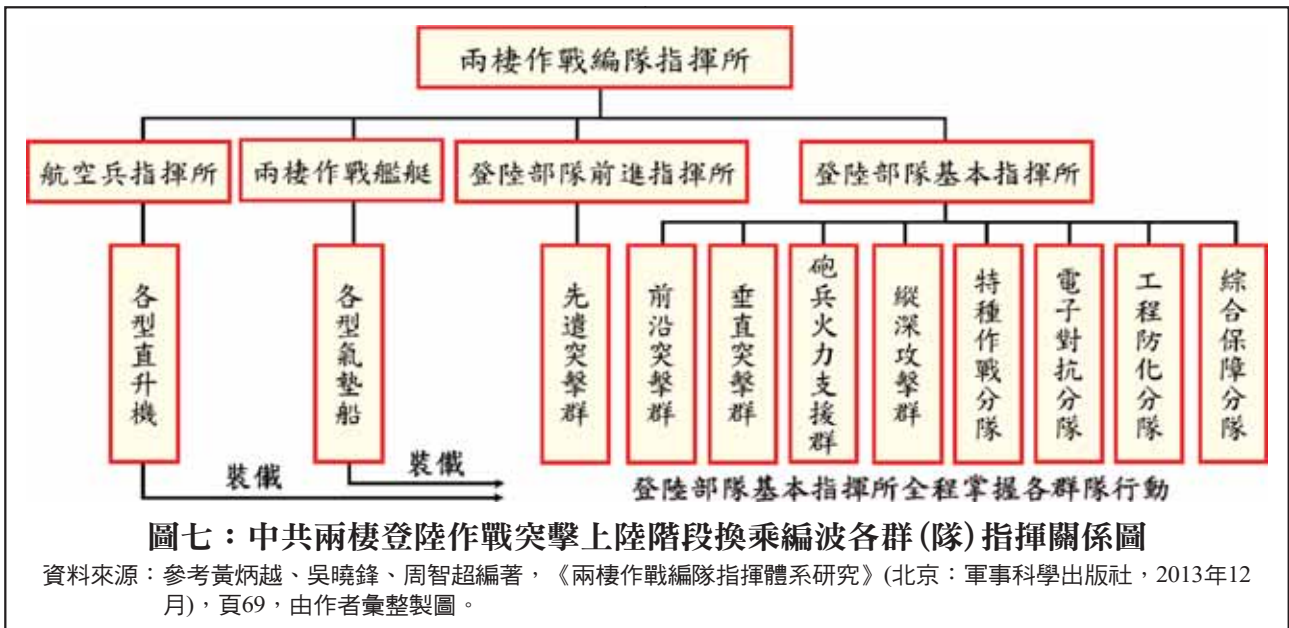 兩棲作戰編隊指揮所
航空兵指揮所
兩棲作戰艦艇
登陸部隊前進指揮所
登陸部隊基本指揮所
各型直升機
各型氣墊船
先遣突擊群
前沿突擊群
垂直突擊群
砲兵火力支援群
縱深攻擊群
特種作戰分隊
電子對抗分隊
工程防化分隊
綜合保障分隊
裝儎
裝儎
登陸部隊基本指揮所全程掌握各群隊行動
圖七：中共兩棲登陸作戰突擊上陸階段換乘編波各群(隊)指揮關係圖
資料來源：參考黃炳越、吳曉鋒、周智超編著，《兩棲作戰編隊指揮體系研究》(北京：軍事科學出版社，2013年12
月)，頁69，由作者彙整製圖。